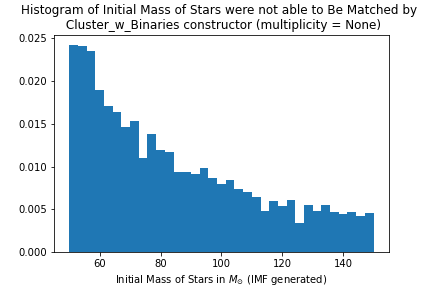 Histogram of Initial Mass of Stars were not able to Be Matched by
Cluster_w_Binaries constructor (multiplicity = None)
0.025
0.020
0.015
0.010
0.005
0.000
60 80 100 120 140
Initial Mass of Stars in M⊙ (IMF generated)